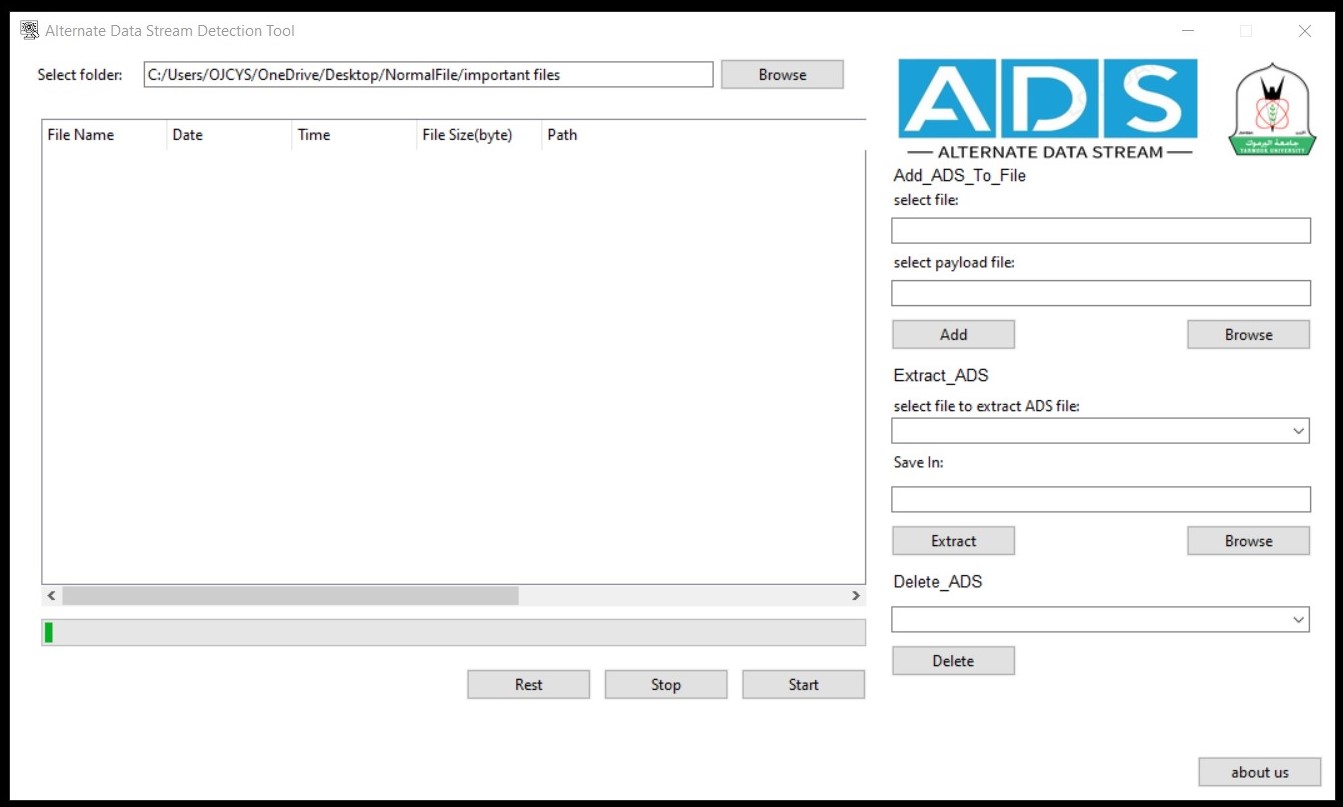 Alternate Data Stream Detection Tool
Select folder: C:/Users/OJCYS/OneDrive/Desktop/NormalFile/important files Browse
File Name Date Time File Size(byte) Path
Rest Stop Start
ADS
ALTERNATE DATA STREAM
جامعة اليرموك
YARMOUK UNIVERSITY
Add_ADS_To_File
select file:
select payload file:
Add Browse
Extract_ADS
select file to extract ADS file:
Save In:
Extract Browse
Delete_ADS
Delete
about us